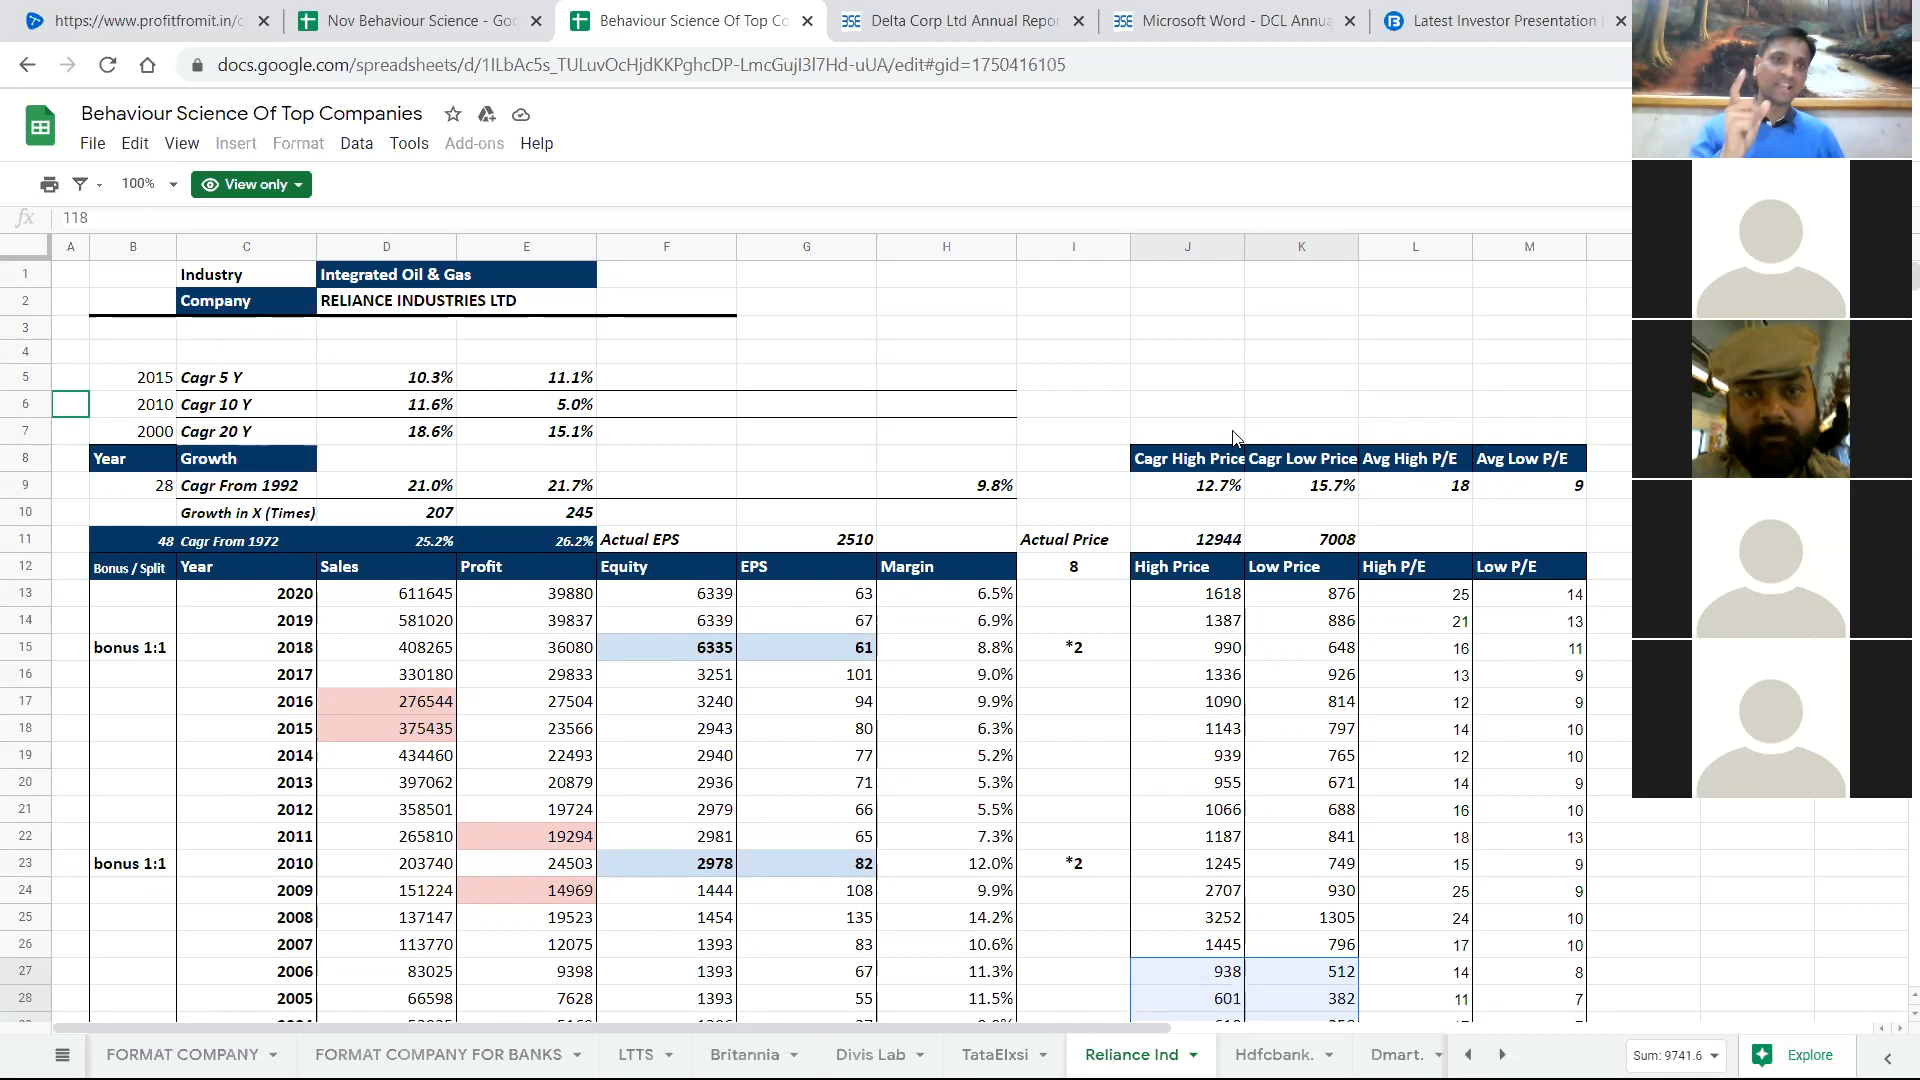 https://www.profitfromit.in/c
Nov Behaviour Science - Goo
Behaviour Science Of Top Co
Delta Corp Ltd Annual Repor
Microsoft Word - DCL Annua
Latest Investor Presentation
docs.google.com/spreadsheets/d/1ILbAc5s_TULuvOcHjdKKPghcDP-LmcGujI3l7Hd-uUA/edit#gid=1750416105
Behaviour Science Of Top Companies
File Edit View Insert Format Data Tools Add-ons Help
100% View only
fx 118
A B C D E F G H I J K L M
1 Industry Integrated Oil & Gas
2 Company RELIANCE INDUSTRIES LTD
3
4
5 2015 Cagr 5 Y 10.3% 11.1%
6 2010 Cagr 10 Y 11.6% 5.0%
7 2000 Cagr 20 Y 18.6% 15.1%
8 Year Growth Cagr High Price Cagr Low Price Avg High P/E Avg Low P/E
9 28 Cagr From 1992 21.0% 21.7% 9.8% 12.7% 15.7% 18 9
10 Growth in X (Times) 207 245
11 48 Cagr From 1972 25.2% 26.2% Actual EPS 2510 Actual Price 12944 7008
12 Bonus / Split Year Sales Profit Equity EPS Margin 8 High Price Low Price High P/E Low P/E
13 2020 611645 39880 6339 63 6.5% 1618 876 25 14
14 2019 581020 39837 6339 67 6.9% 1387 886 21 13
15 bonus 1:1 2018 408265 36080 6335 61 8.8% *2 990 648 16 11
16 2017 330180 29833 3251 101 9.0% 1336 926 13 9
17 2016 276544 27504 3240 94 9.9% 1090 814 12 9
18 2015 375435 23566 2943 80 6.3% 1143 797 14 10
19 2014 434460 22493 2940 77 5.2% 939 765 12 10
20 2013 397062 20879 2936 71 5.3% 955 671 14 9
21 2012 358501 19724 2979 66 5.5% 1066 688 16 10
22 2011 265810 19294 2981 65 7.3% 1187 841 18 13
23 bonus 1:1 2010 203740 24503 2978 82 12.0% *2 1245 749 15 9
24 2009 151224 14969 1444 108 9.9% 2707 930 25 9
25 2008 137147 19523 1454 135 14.2% 3252 1305 24 10
26 2007 113770 12075 1393 83 10.6% 1445 796 17 10
27 2006 83025 9398 1393 67 11.3% 938 512 14 8
28 2005 66598 7628 1393 55 11.5% 601 382 11 7
FORMAT COMPANY FORMAT COMPANY FOR BANKS LTTS Britannia Divis Lab TataElxsi Reliance Ind Hdfcbank. Dmart. Sum: 9741.6 Explore